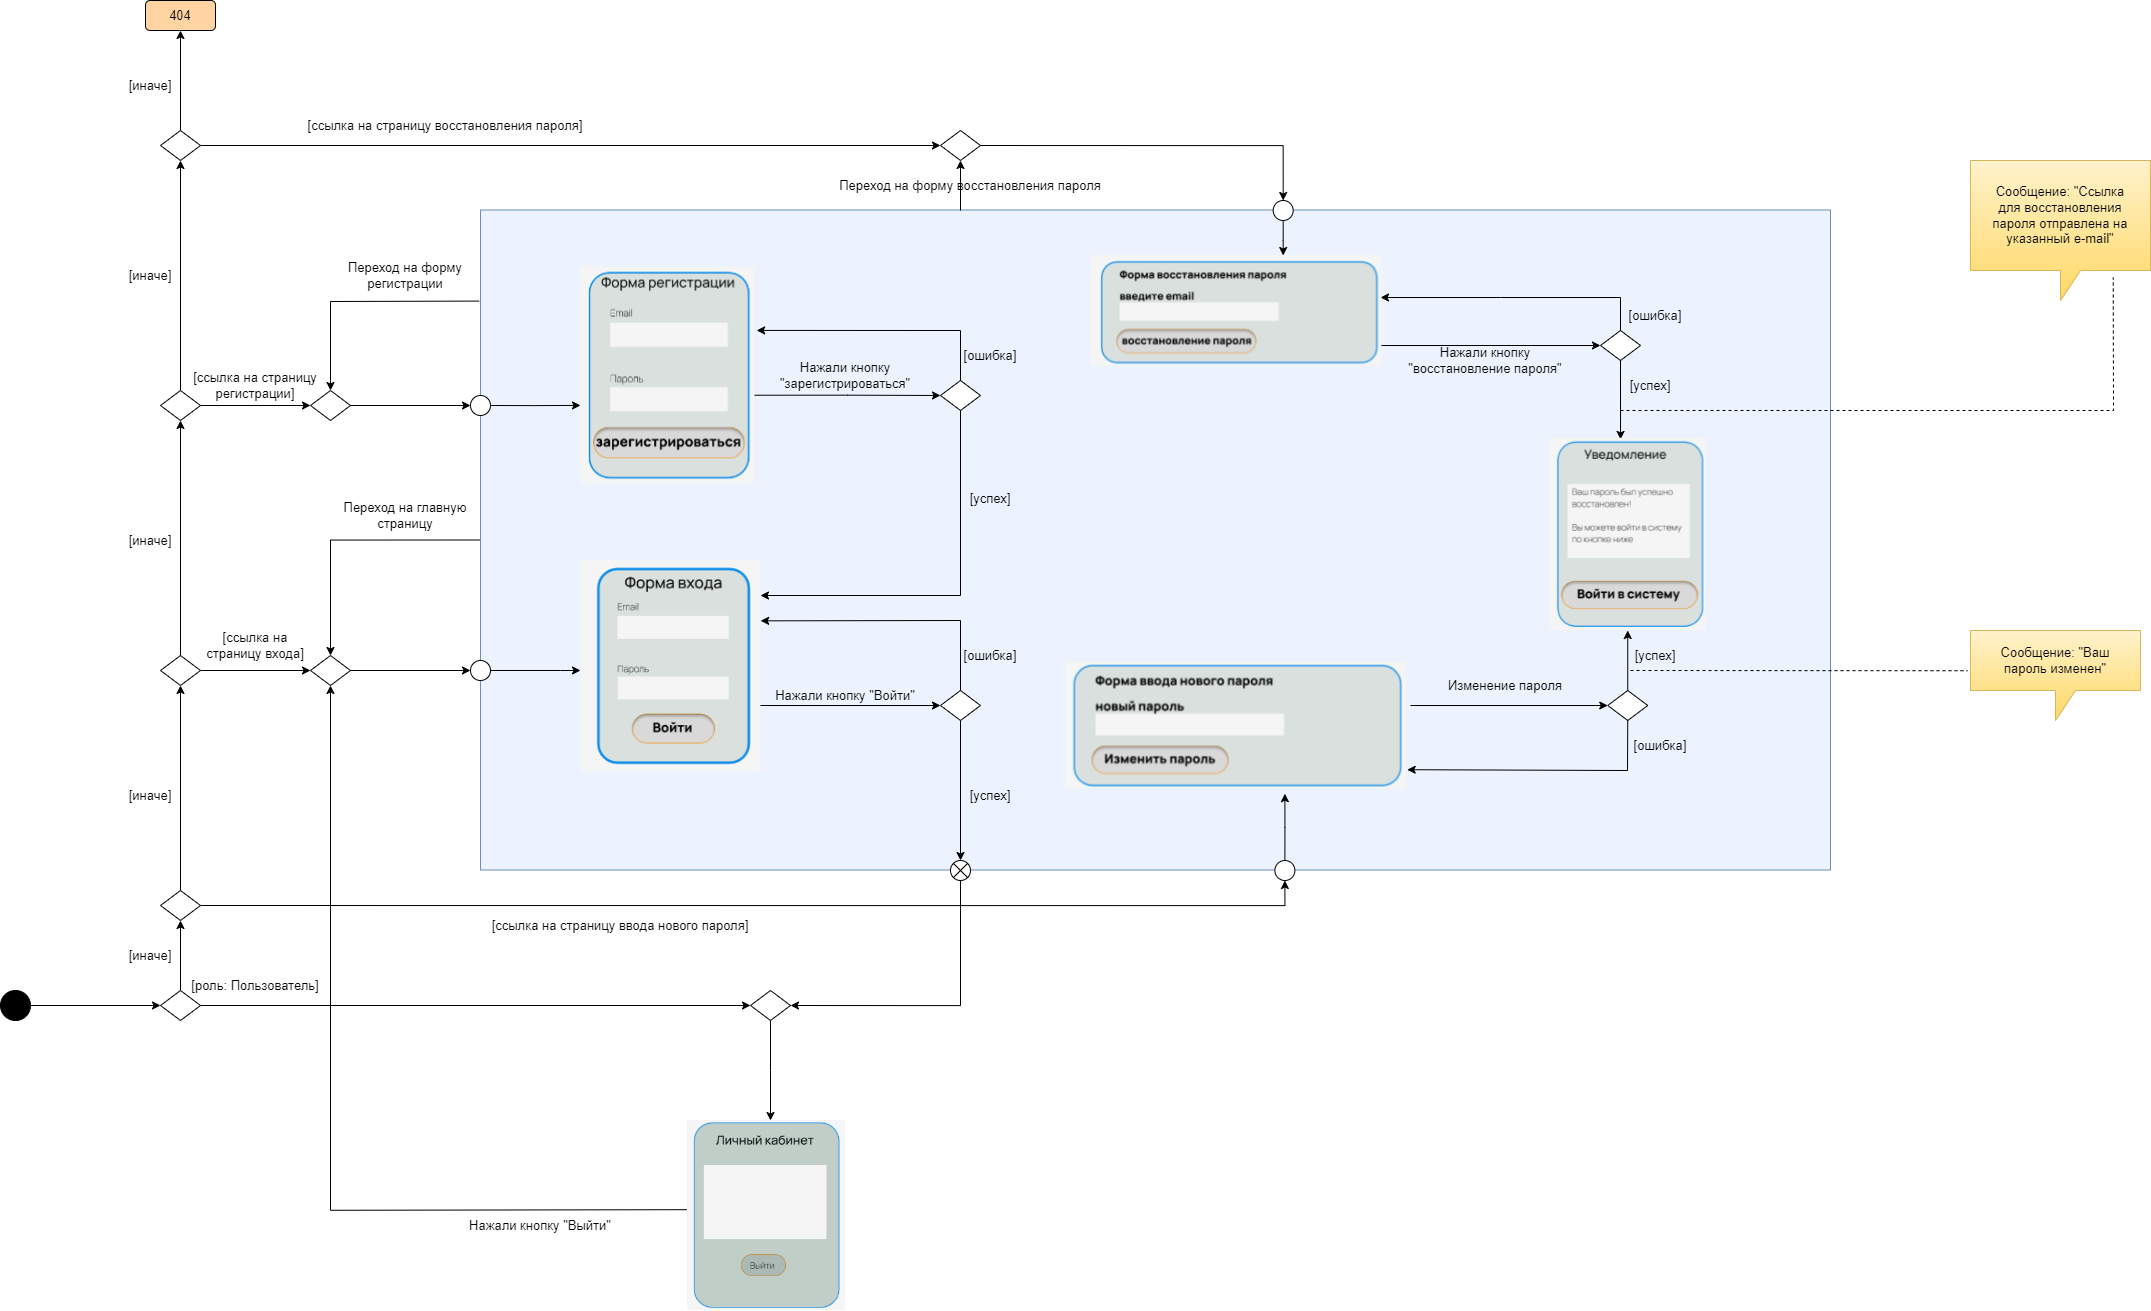 404
[иначе]
[ссылка на страницу восстановления пароля]
Переход на форму восстановления пароля
Сообщение: "Ссылка
для восстановления
пароля отправлена на
указанный e-mail"
[иначе]
Переход на форму
регистрации
Форма регистрации
Email
Пароль
зарегистрироваться
Нажали кнопку
"зарегистрироваться"
[ошибка]
[успех]
Форма восстановления пароля
введите email
восстановление пароля
Нажали кнопку
"восстановление пароля"
[ошибка]
[успех]
[ссылка на страницу
регистрации]
Уведомление
Ваш пароль был успешно
восстановлен!
Вы можете войти в систему
по кнопке ниже
Войти в систему
[иначе]
Переход на главную
страницу
[ссылка на
страницу входа]
Форма входа
Email
Пароль
Войти
Нажали кнопку "Войти"
[ошибка]
[успех]
Форма ввода нового пароля
новый пароль
Изменить пароль
Изменение пароля
[успех]
[ошибка]
Сообщение: "Ваш
пароль изменен"
[иначе]
[ссылка на страницу ввода нового пароля]
[иначе]
[роль: Пользователь]
Личный кабинет
Выйти
Нажали кнопку "Выйти"